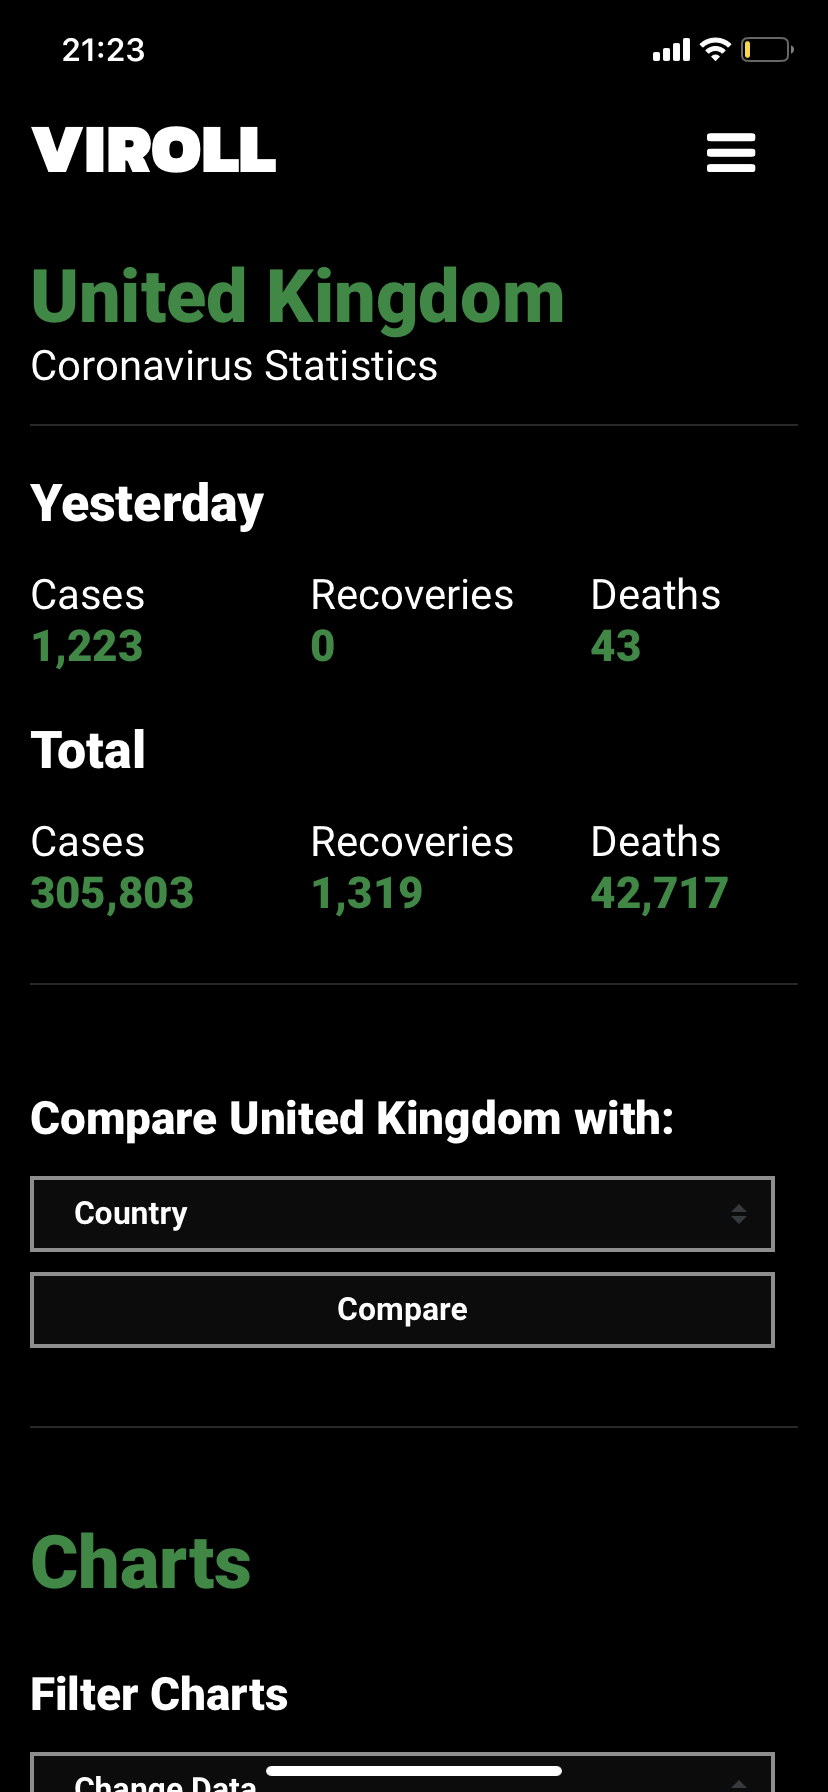 21:23
VIROLL
United Kingdom
Coronavirus Statistics
Yesterday
Cases Recoveries Deaths
1,223 0 43
Total
Cases Recoveries Deaths
305,803 1,319 42,717
Compare United Kingdom with:
Country
Compare
Charts
Filter Charts
Change Data